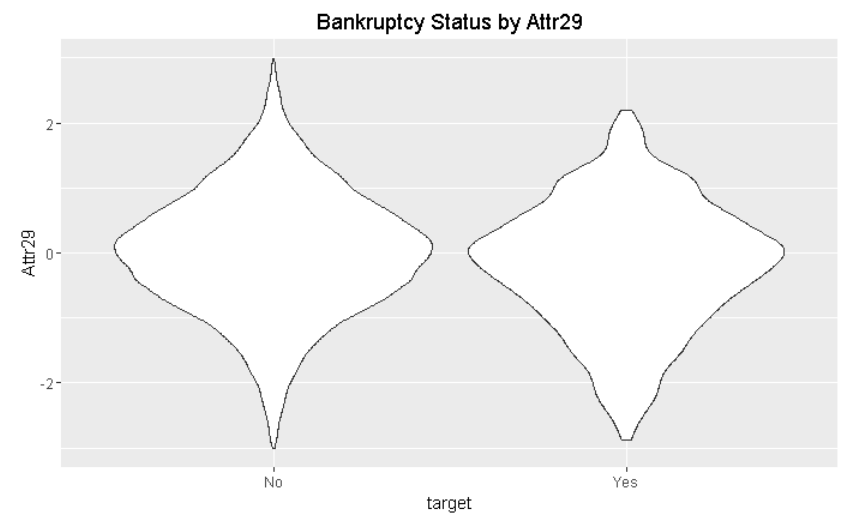 Bankruptcy Status by Attr29
2
0
-2
Attr29
No
Yes
target